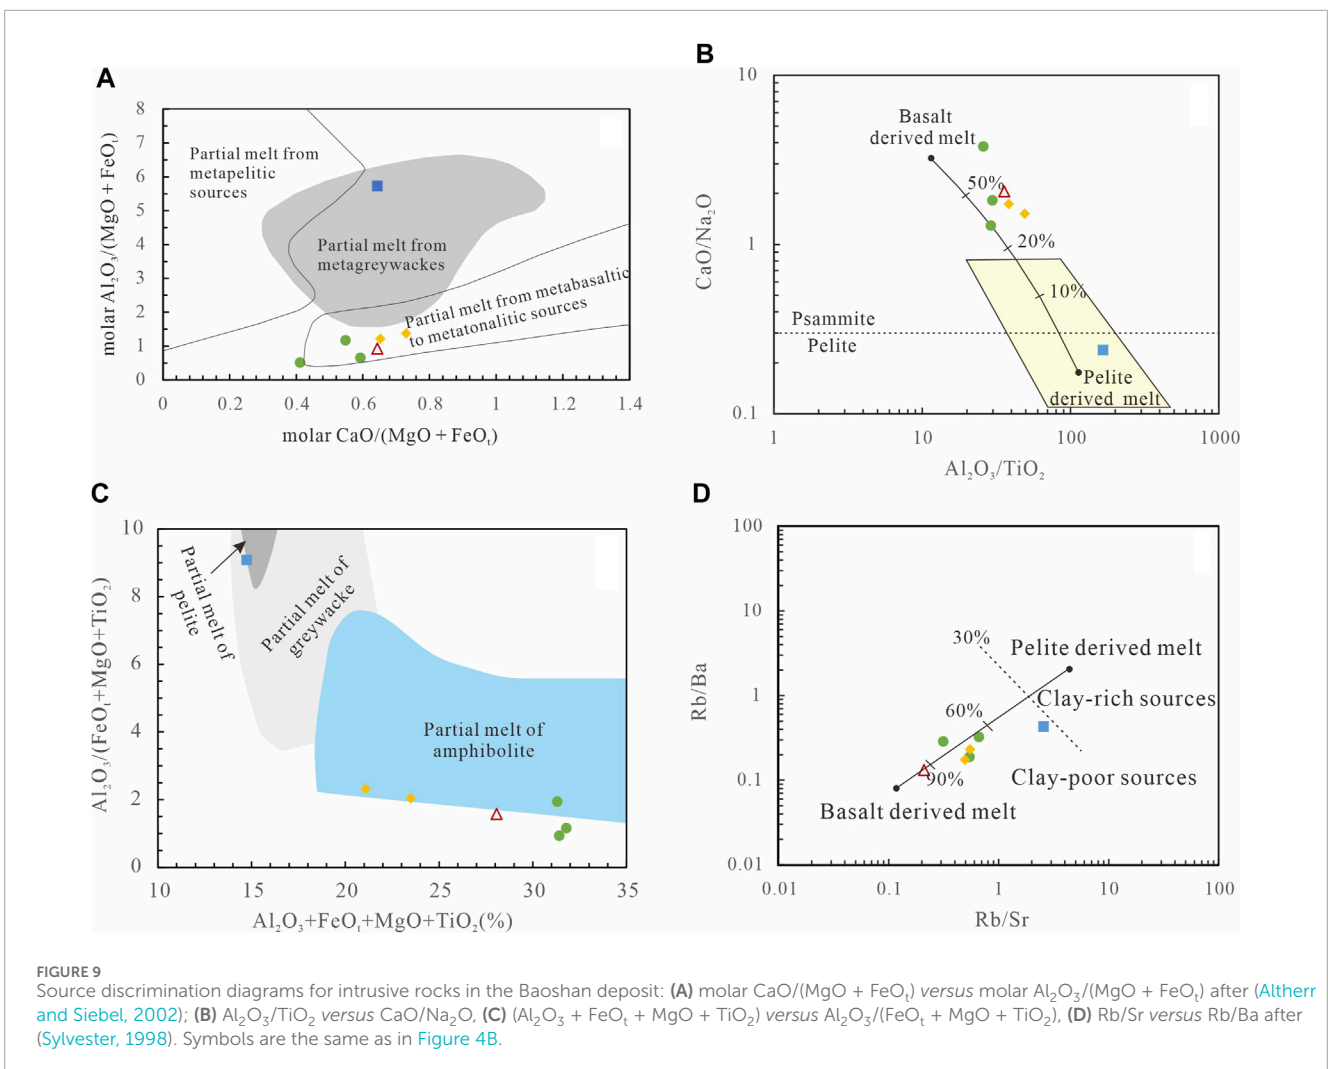 A
molar Al₂O₃/(MgO + FeOₜ)
8
7
6
5
4
3
2
1
0
Partial melt from
metapelitic
sources
Partial melt from
metagreywackes
Partial melt from metabasaltic
to metatonalitic sources
0
0.2
0.4
0.6
0.8
1
1.2
1.4
molar CaO/(MgO + FeOₜ)
B
CaO/Na₂O
10
1
0.1
Basalt
derived melt
50%
20%
10%
Psammite
Pelite
Pelite
derived melt
1
10
100
1000
Al₂O₃/TiO₂
C
Al₂O₃/(FeOₜ+MgO+TiO₂)
10
8
6
4
2
0
Partial melt of
pelite
Partial melt of
greywacke
Partial melt of
amphibolite
10
15
20
25
30
35
Al₂O₃+FeOₜ+MgO+TiO₂(%)
D
Rb/Ba
100
10
1
0.1
0.01
30%
Pelite derived melt
Clay-rich sources
60%
Clay-poor sources
90%
Basalt derived melt
0.01
0.1
1
10
100
Rb/Sr
FIGURE 9
Source discrimination diagrams for intrusive rocks in the Baoshan deposit: (A) molar CaO/(MgO + FeOₜ) versus molar Al₂O₃/(MgO + FeOₜ) after (Altherr
and Siebel, 2002); (B) Al₂O₃/TiO₂ versus CaO/Na₂O, (C) (Al₂O₃ + FeOₜ + MgO + TiO₂) versus Al₂O₃/(FeOₜ + MgO + TiO₂), (D) Rb/Sr versus Rb/Ba after
(Sylvester, 1998). Symbols are the same as in Figure 4B.